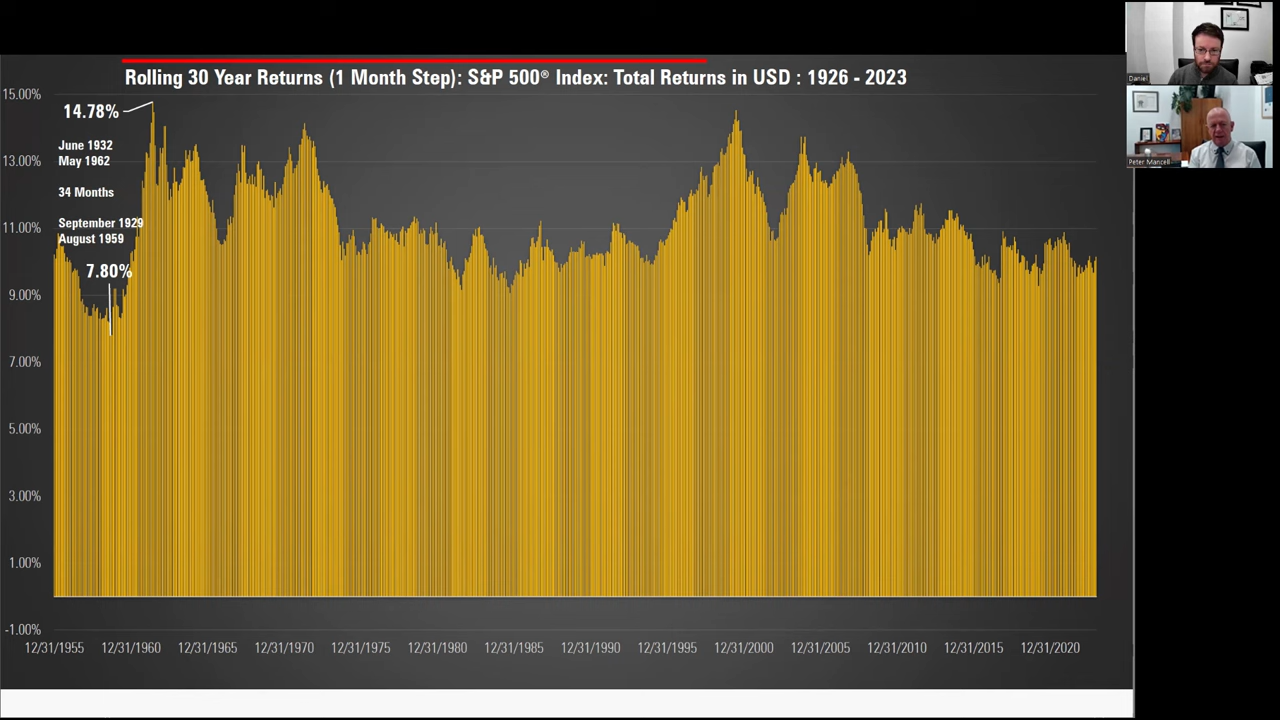 Rolling 30 Year Returns (1 Month Step): S&P 500® Index: Total Returns in USD : 1926 - 2023
15.00%
14.78%
June 1932
May 1962
34 Months
September 1929
August 1959
7.80%
13.00%
11.00%
9.00%
7.00%
5.00%
3.00%
1.00%
-1.00%
12/31/1955 12/31/1960 12/31/1965 12/31/1970 12/31/1975 12/31/1980 12/31/1985 12/31/1990 12/31/1995 12/31/2000 12/31/2005 12/31/2010 12/31/2015 12/31/2020
Daniel
Peter Mancell